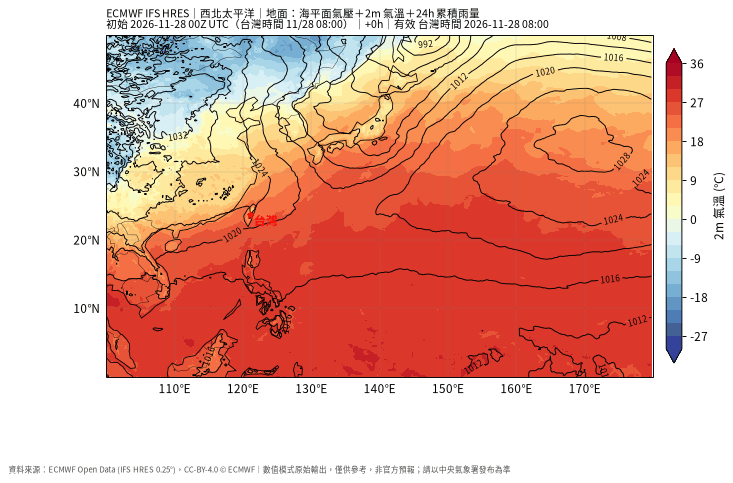 ECMWF IFS HRES｜西北太平洋｜地面：海平面氣壓＋2m 氣溫＋24h 累積雨量
初始 2026-11-28 00Z UTC（台灣時間 11/28 08:00）｜+0h｜有效 台灣時間 2026-11-28 08:00
992
1008
1012
1020
1016
1032
1024
1028
1024
1024
1020
1016
1012
1016
1016
1012
台灣
40°N
30°N
20°N
10°N
110°E 120°E 130°E 140°E 150°E 160°E 170°E
36
27
18
9
0
-9
-18
-27
2m 氣溫 (°C)
資料來源：ECMWF Open Data (IFS HRES 0.25°)，CC-BY-4.0 © ECMWF｜數值模式原始輸出，僅供參考，非官方預報；請以中央氣象署發布為準